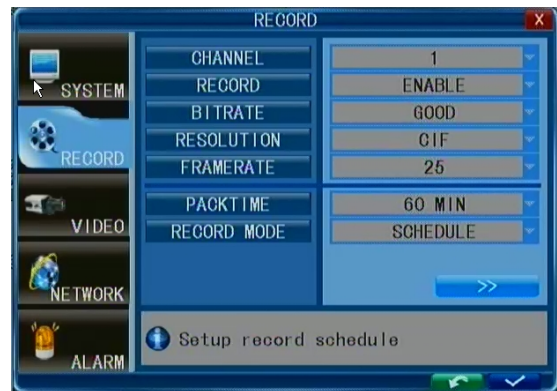 RECORD
X
SYSTEM
RECORD
VIDEO
NETWORK
ALARM
CHANNEL 1
RECORD ENABLE
BITRATE GOOD
RESOLUTION CIF
FRAMERATE 25
PACKTIME 60 MIN
RECORD MODE SCHEDULE
>>
Setup record schedule